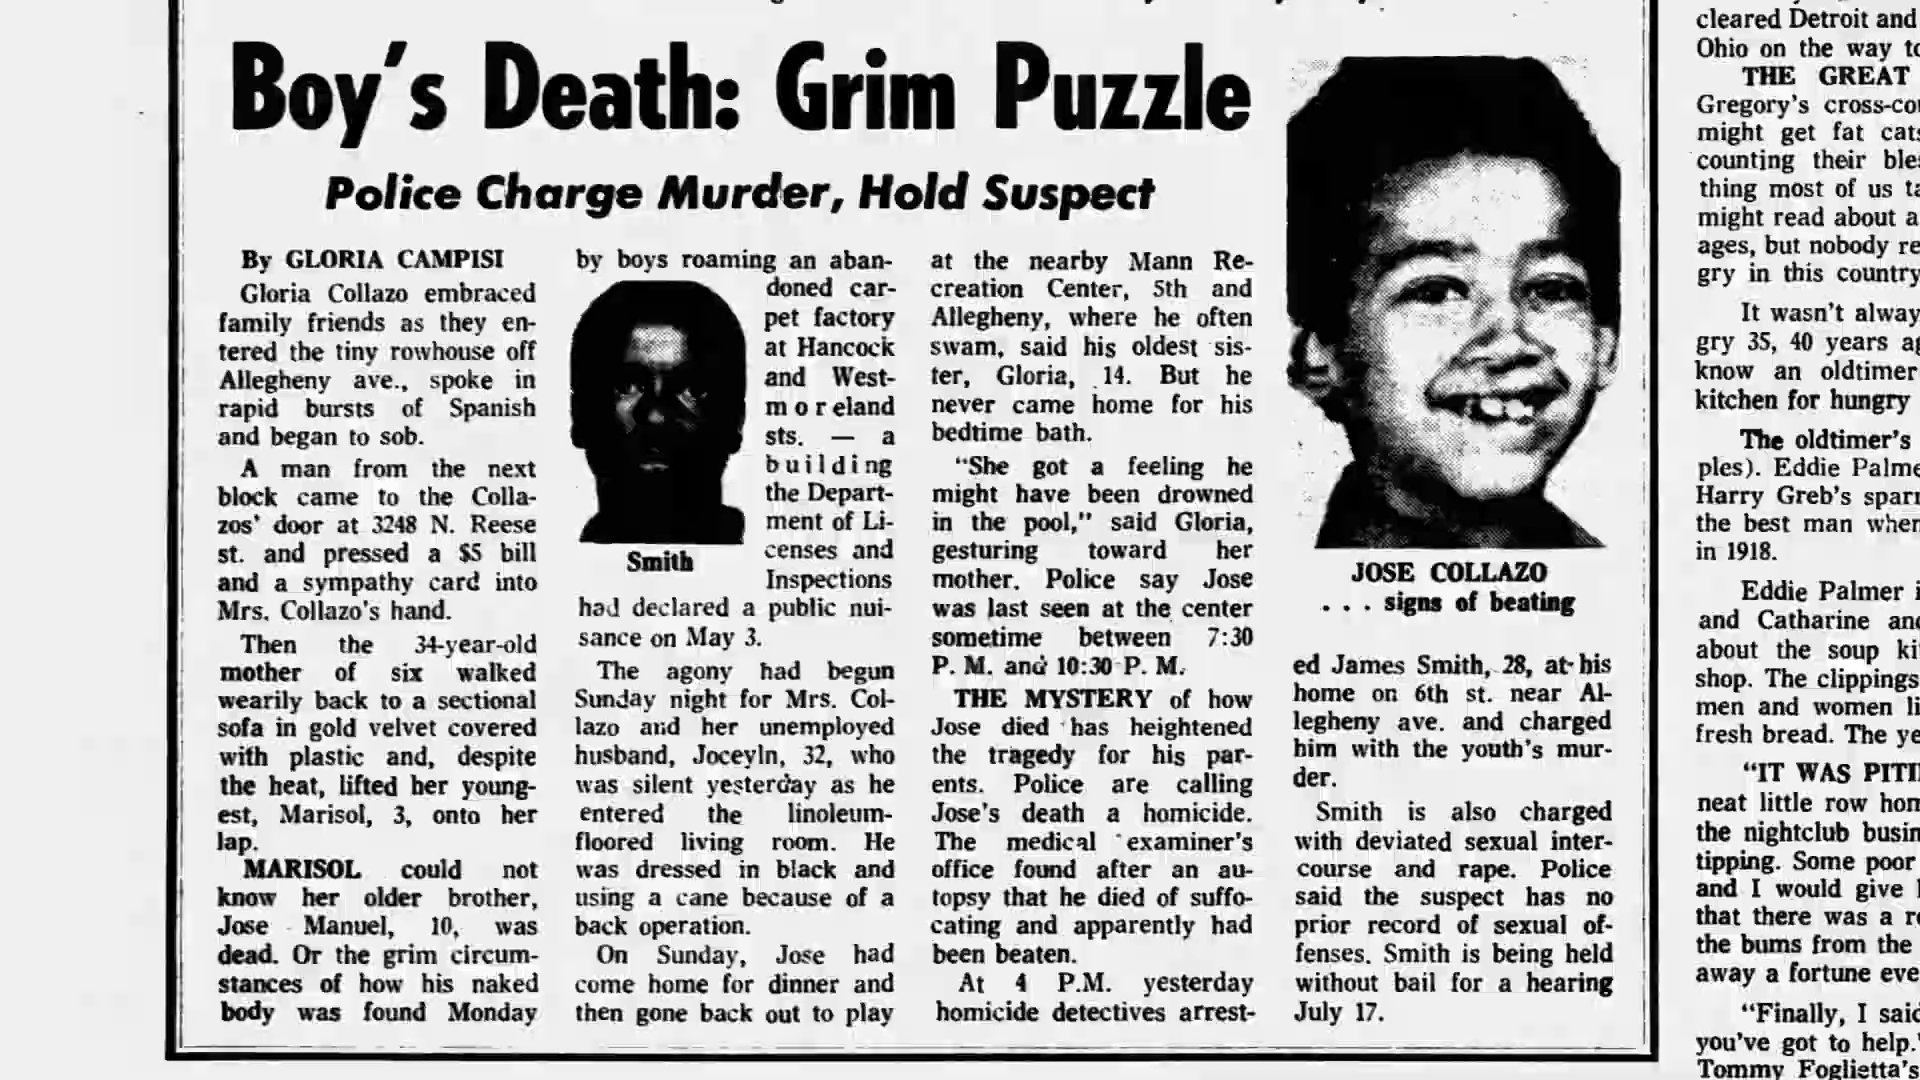 Boy's Death: Grim Puzzle
Police Charge Murder, Hold Suspect
By GLORIA CAMPISI
Gloria Collazo embraced
family friends as they en-
tered the tiny rowhouse off
Allegheny ave., spoke in
rapid bursts of Spanish
and began to sob.
A man from the next
block came to the Colla-
zos' door at 3248 N. Reese
st. and pressed a $5 bill
and a sympathy card into
Mrs. Collazo's hand.
Then the 34-year-old
mother of six walked
wearily back to a sectional
sofa in gold velvet covered
with plastic and, despite
the heat, lifted her young-
est, Marisol, 3, onto her
lap.
MARISOL could not
know her older brother,
Jose Manuel, 10, was
dead. Or the grim circum-
stances of how his naked
body was found Monday
by boys roaming an aban-
doned car-
pet factory
at Hancock
and West-
moreland
sts. — a
building
the Depart-
ment of Li-
censes and
Inspections
Smith
had declared a public nui-
sance on May 3.
The agony had begun
Sunday night for Mrs. Col-
lazo and her unemployed
husband, Joceyln, 32, who
was silent yesterday as he
entered the linoleum-
floored living room. He
was dressed in black and
using a cane because of a
back operation.
On Sunday, Jose had
come home for dinner and
then gone back out to play
at the nearby Mann Re-
creation Center, 5th and
Allegheny, where he often
swam, said his oldest sis-
ter, Gloria, 14. But he
never came home for his
bedtime bath.
"She got a feeling he
might have been drowned
in the pool," said Gloria,
gesturing toward her
mother. Police say Jose
was last seen at the center
sometime between 7:30
P. M. and 10:30 P. M.
THE MYSTERY of how
Jose died has heightened
the tragedy for his par-
ents. Police are calling
Jose's death a homicide.
The medical examiner's
office found after an au-
topsy that he died of suffo-
cating and apparently had
been beaten.
At 4 P.M. yesterday
homicide detectives arrest-
JOSE COLLAZO
. . . signs of beating
ed James Smith, 28, at his
home on 6th st. near Al-
legheny ave. and charged
him with the youth's mur-
der.
Smith is also charged
with deviated sexual inter-
course and rape. Police
said the suspect has no
prior record of sexual of-
fenses. Smith is being held
without bail for a hearing
July 17.
cleared Detroit and
Ohio on the way
THE GREAT
Gregory's
might get fat
counting their
thing most of us
might read about a
ages, but nobody
gry in this country
It wasn't
gry 35, 40 years
know an oldtimer
kitchen for hungry
The oldtimer's
ples). Eddie
Harry Greb's
the best man
in 1918.
Eddie Palmer
and Catharine
about the soup
shop. The clippings
men and women
fresh bread. The
"IT WAS
neat little row
the nightclub
tipping. Some poor
and I would give
that there was a
the bums from the
away a fortune
"Finally, I
you've got to help.
Tommy Foglietta's